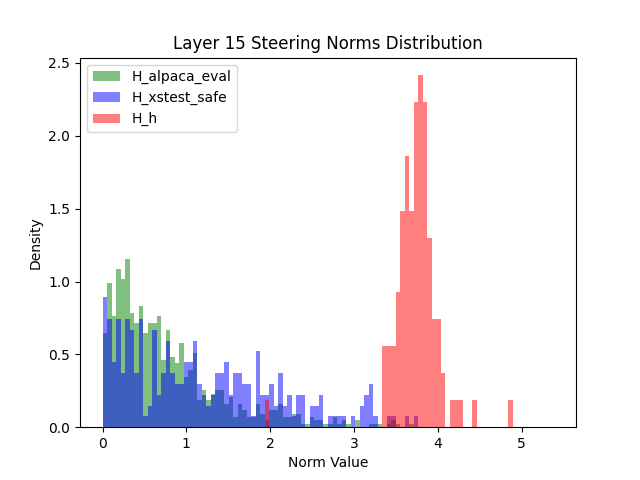 Layer 15 Steering Norms Distribution
H_alpaca_eval
H_xstest_safe
H_h
2.5
2.0
1.5
1.0
0.5
0.0
Density
0 1 2 3 4 5
Norm Value